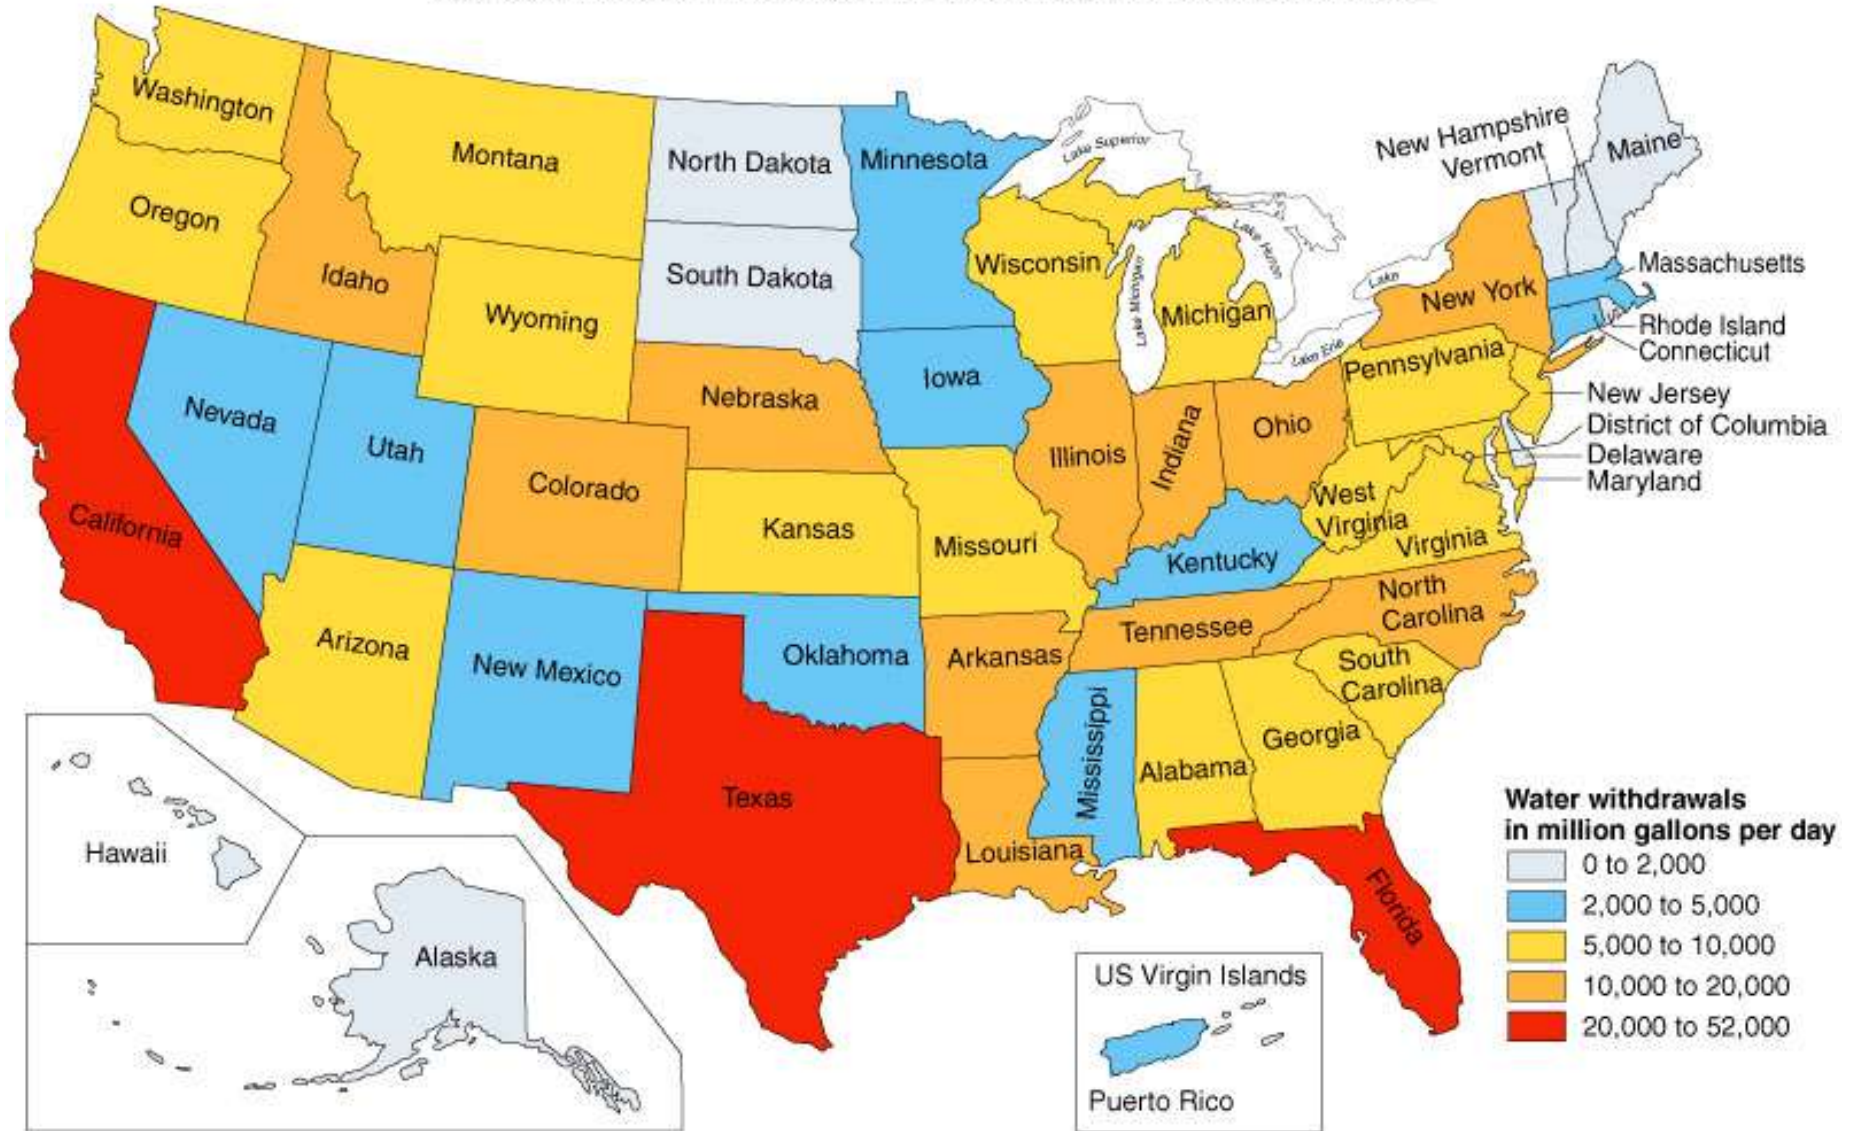 Washington
Montana
North Dakota
Minnesota
Lake Superior
New Hampshire
Vermont
Maine
Oregon
Idaho
South Dakota
Wyoming
Wisconsin
Lake Michigan
Lake Huron
Michigan
Lake
New York
Massachusetts
Rhode Island
Connecticut
Lake Erie
Pennsylvania
New Jersey
District of Columbia
Delaware
Maryland
Nevada
Utah
Nebraska
Iowa
Illinois
Indiana
Ohio
Colorado
California
Kansas
Missouri
West
Virginia
Virginia
Kentucky
Arizona
New Mexico
Oklahoma
Arkansas
Tennessee
North
Carolina
South
Carolina
Texas
Mississippi
Alabama
Georgia
Louisiana
Florida
Hawaii
Alaska
US Virgin Islands
Puerto Rico
Water withdrawals
in million gallons per day
0 to 2,000
2,000 to 5,000
5,000 to 10,000
10,000 to 20,000
20,000 to 52,000